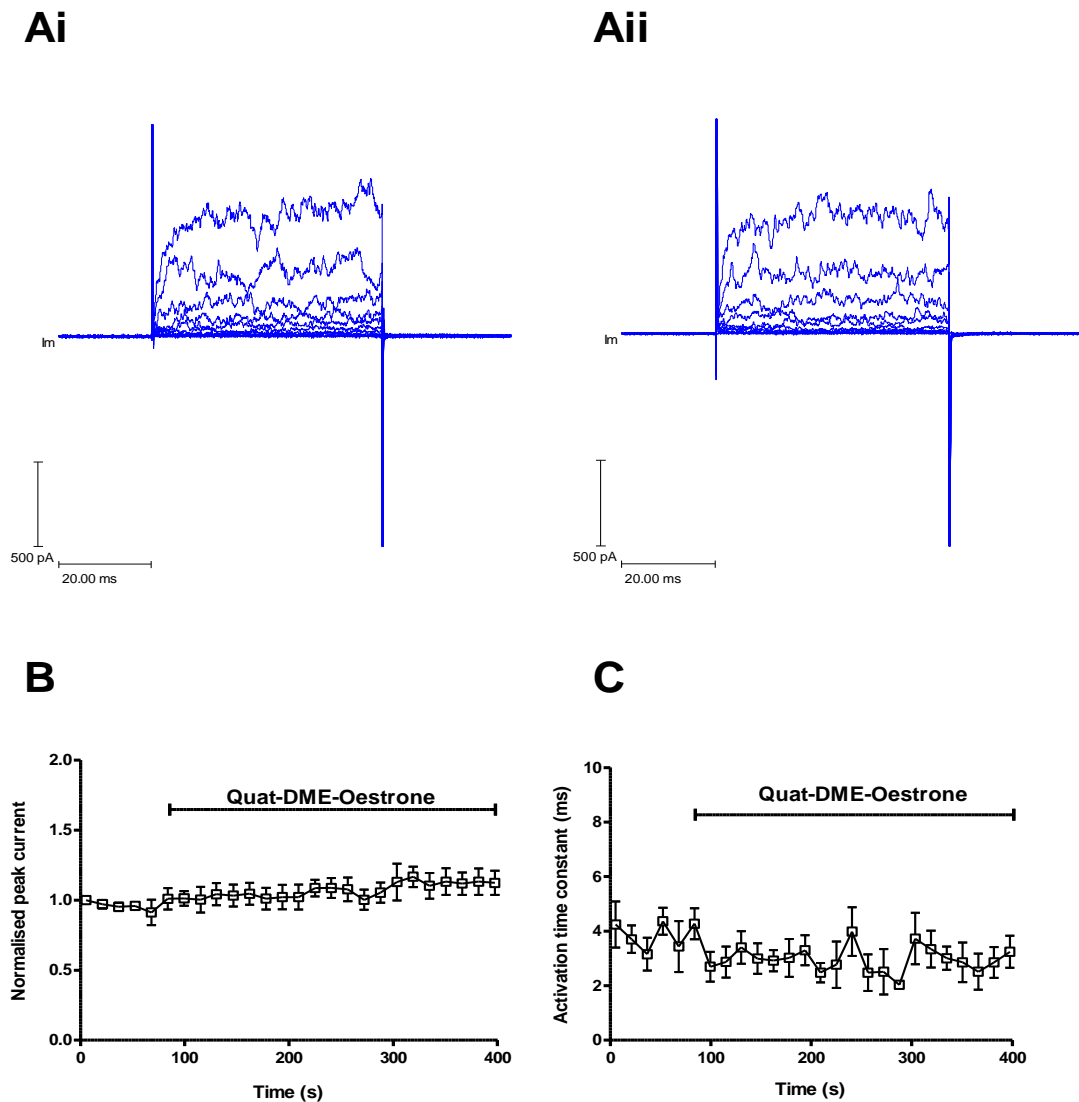 Ai
Aii
Im
Im
500 pA
20.00 ms
500 pA
20.00 ms
B
C
2.0
1.5
1.0
0.5
0.0
Normalised peak current
Quat-DME-Oestrone
0
100
200
300
400
Time (s)
10
8
6
4
2
0
Activation time constant (ms)
Quat-DME-Oestrone
0
100
200
300
400
Time (s)